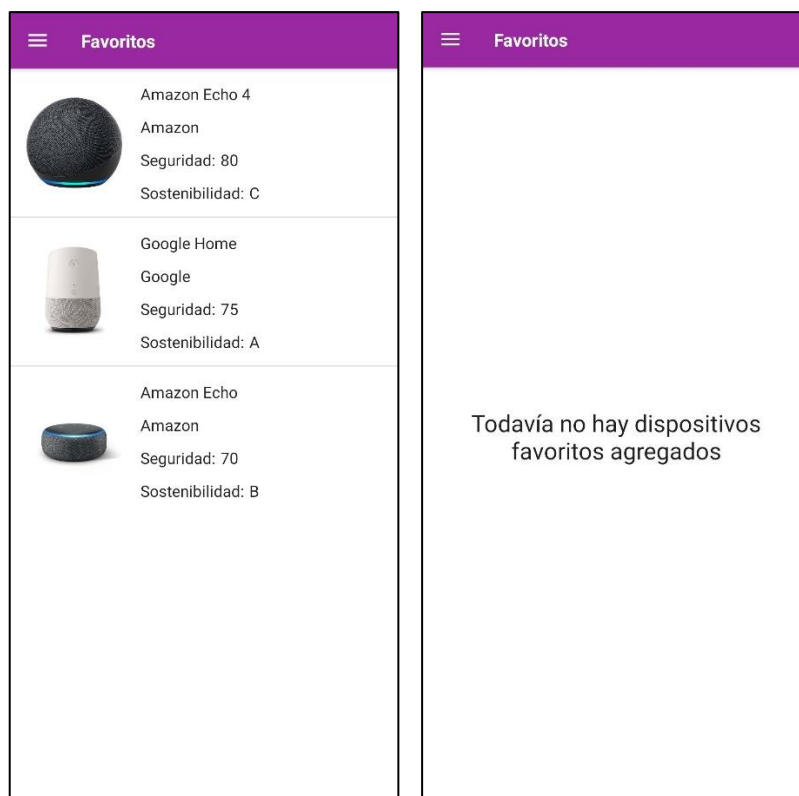 Favoritos
Amazon Echo 4
Amazon
Seguridad: 80
Sostenibilidad: C
Google Home
Google
Seguridad: 75
Sostenibilidad: A
Amazon Echo
Amazon
Seguridad: 70
Sostenibilidad: B
Favoritos
Todavía no hay dispositivos
favoritos agregados